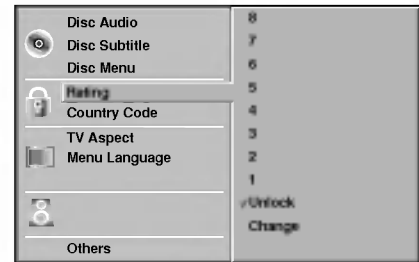 Disc Audio
Disc Subtitle
Disc Menu
Rating
Country Code
TV Aspect
Menu Language
Others
8
7
6
5
4
3
2
1
✓Unlock
Change